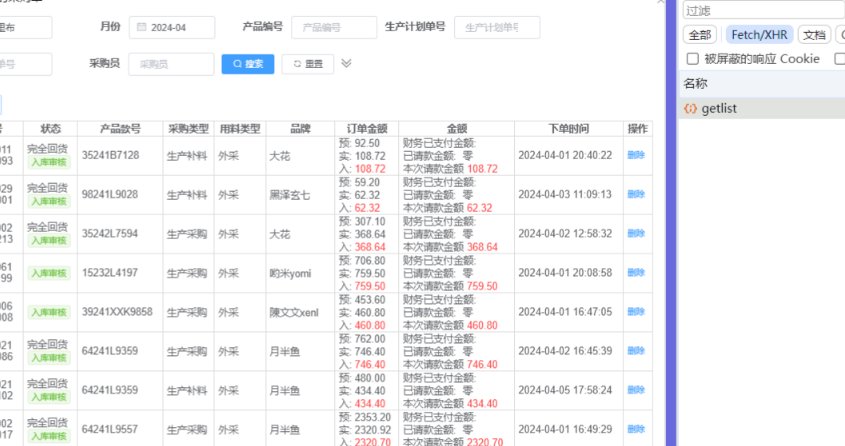 里布 月份 2024-04 产品编号 产品编号 生产计划单号 生产计划单号
单号 采购员 采购员 搜索 重置
状态 产品款号 采购类型 用料类型 品牌 订单金额 金额 下单时间 操作
011 093 完全回货 入库审核 35241B7128 生产补料 外采 大花 预: 92.50 实: 108.72 入: 108.72 财务已支付金额: 已请款金额: 零 本次请款金额 108.72 2024-04-01 20:40:22 删除
029 001 完全回货 入库审核 98241L9028 生产补料 外采 黑泽玄七 预: 59.20 实: 62.32 入: 62.32 财务已支付金额: 已请款金额: 零 本次请款金额 62.32 2024-04-03 11:09:13 删除
002 213 完全回货 入库审核 35242L7594 生产采购 外采 大花 预: 307.10 实: 368.64 入: 368.64 财务已支付金额: 已请款金额: 零 本次请款金额 368.64 2024-04-02 12:58:32 删除
061 199 入库审核 15232L4197 生产采购 外采 yomi 预: 706.80 实: 759.50 入: 759.50 财务已支付金额: 已请款金额: 零 本次请款金额 759.50 2024-04-01 20:08:58 删除
006 008 入库审核 39241XXK9858 生产采购 外采 陳文文xenl 预: 453.60 实: 460.80 入: 460.80 财务已支付金额: 已请款金额: 零 本次请款金额 460.80 2024-04-01 16:47:05 删除
021 086 完全回货 入库审核 64241L9359 生产采购 外采 月半鱼 预: 762.00 实: 746.40 入: 746.40 财务已支付金额: 已请款金额: 零 本次请款金额 746.40 2024-04-02 16:45:39 删除
021 102 完全回货 入库审核 64241L9359 生产补料 外采 月半鱼 预: 480.00 实: 434.40 入: 434.40 财务已支付金额: 已请款金额: 零 本次请款金额 434.40 2024-04-05 17:58:24 删除
002 017 完全回货 入库审核 64241L9557 生产采购 外采 月半鱼 预: 2353.20 实: 2320.92 入: 2320.70 财务已支付金额: 已请款金额: 零 本次请款金额 2320.70 2024-04-01 16:49:29 删除
过滤
全部 Fetch/XHR 文档
被屏蔽的响应 Cookie
名称
getlist